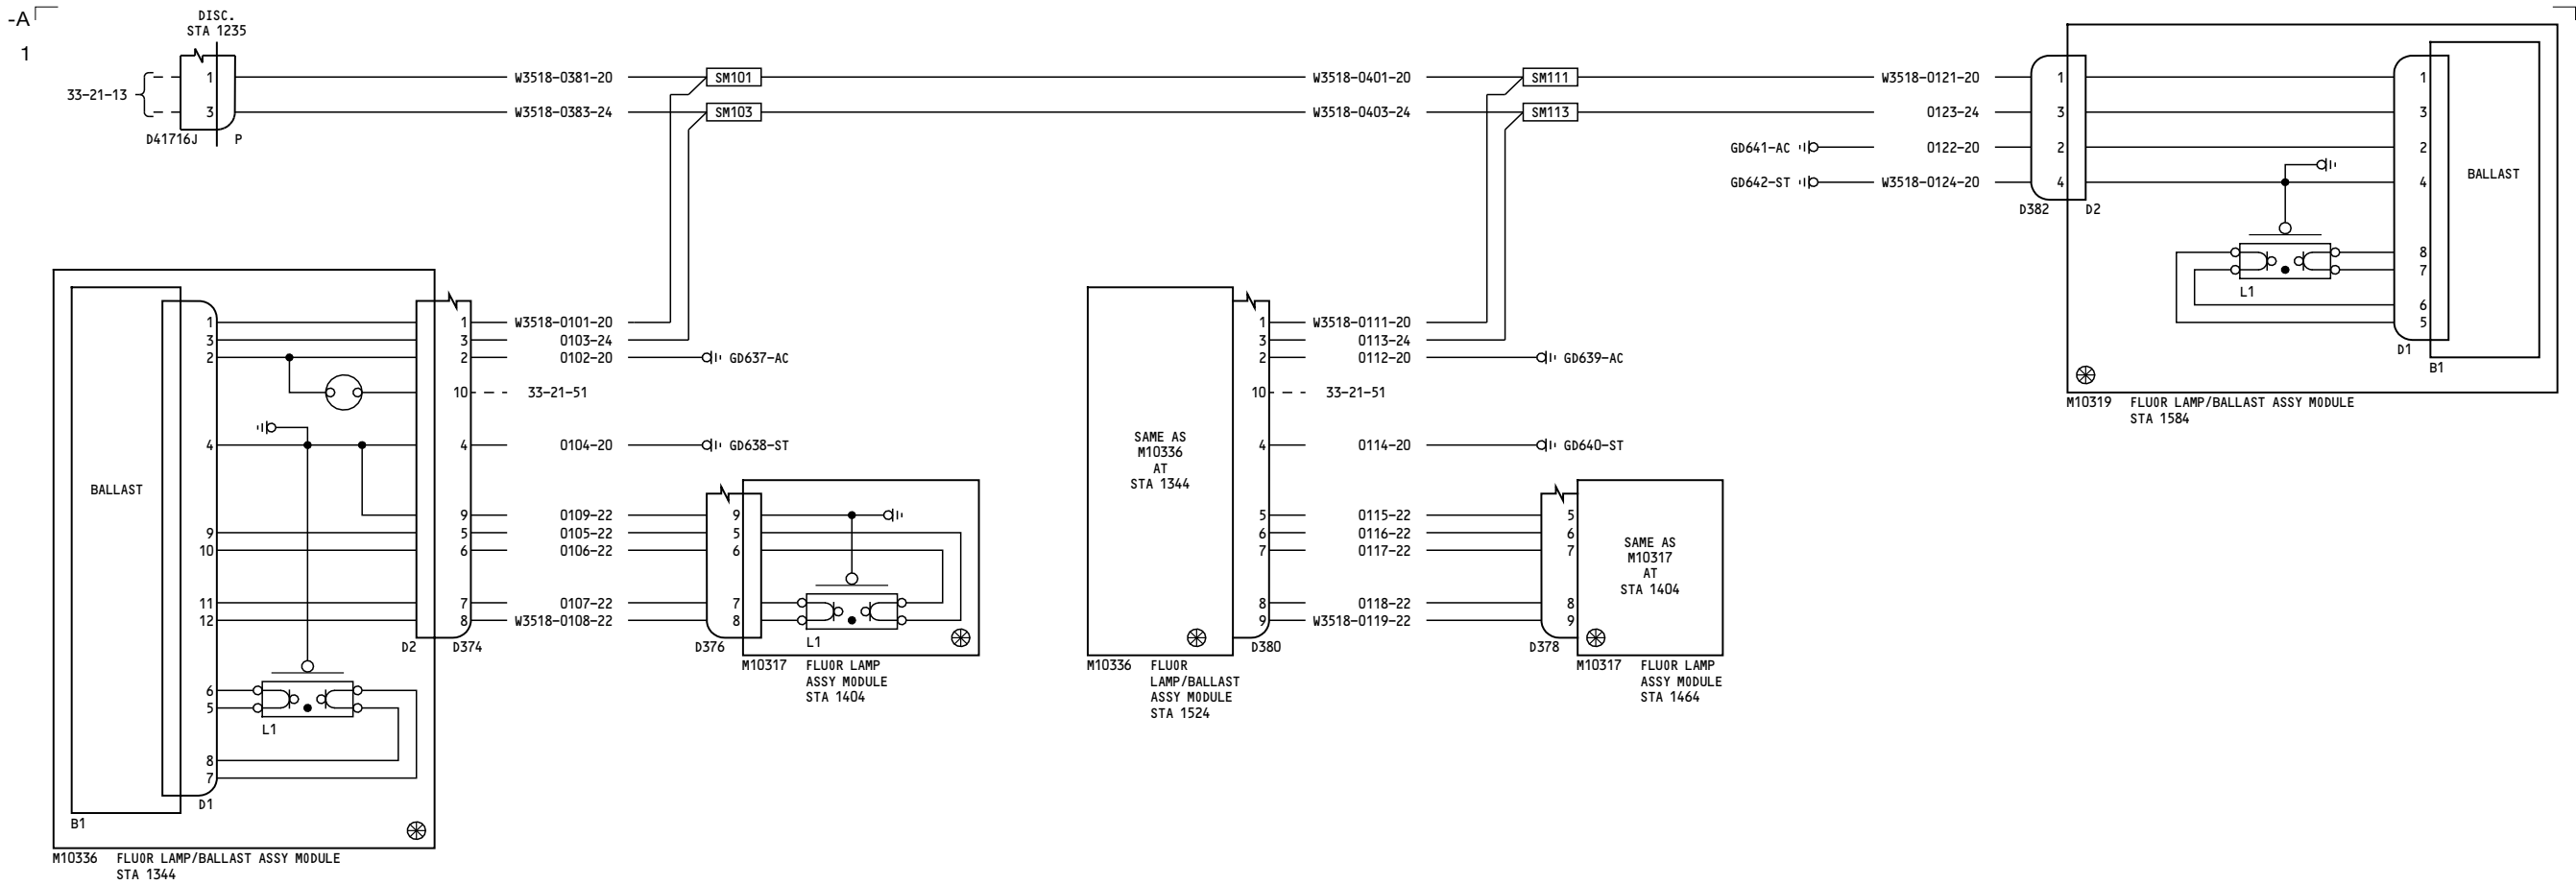 -A
1
DISC.
STA 1235
33-21-13
1
3
D41716J P
W3518-0381-20
W3518-0383-24
SM101
SM103
W3518-0401-20
W3518-0403-24
SM111
SM113
W3518-0121-20
0123-24
GD641-AC 0122-20
GD642-ST W3518-0124-20
1
3
2
4
D382 D2
1
3
2
4
8
7
6
5
BALLAST
L1
D1
B1
M10319 FLUOR LAMP/BALLAST ASSY MODULE
STA 1584
BALLAST
1
3
2
4
9
10
11
12
6
5
8
7
L1
D1
B1
M10336 FLUOR LAMP/BALLAST ASSY MODULE
STA 1344
D2 D374
1 W3518-0101-20
3 0103-24
2 0102-20 GD637-AC
10 33-21-51
4 0104-20 GD638-ST
9 0109-22 9
5 0105-22 5
6 0106-22 6
7 0107-22 7
8 W3518-0108-22 8
D376
L1
M10317 FLUOR LAMP
ASSY MODULE
STA 1404
SAME AS
M10336
AT
STA 1344
M10336 FLUOR
LAMP/BALLAST
ASSY MODULE
STA 1524
D380
1 W3518-0111-20
3 0113-24
2 0112-20 GD639-AC
10 33-21-51
4 0114-20 GD640-ST
5 0115-22 5
6 0116-22 6
7 0117-22 7
8 0118-22 8
9 W3518-0119-22 9
D378
SAME AS
M10317
AT
STA 1404
M10317 FLUOR LAMP
ASSY MODULE
STA 1464